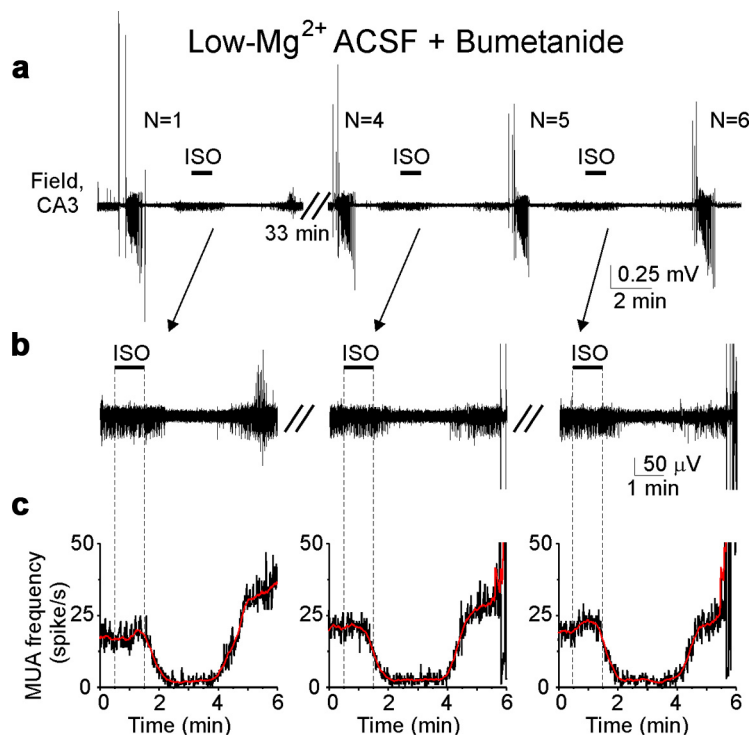 Low-Mg²⁺ ACSF + Bumetanide
a
N=1
N=4
N=5
N=6
ISO
ISO
ISO
Field,
CA3
33 min
0.25 mV
2 min
b
ISO
ISO
ISO
50 µV
1 min
c
MUA frequency
(spike/s)
50
25
0
0 2 4 6
Time (min)
50
25
0
0 2 4 6
Time (min)
50
25
0
0 2 4 6
Time (min)